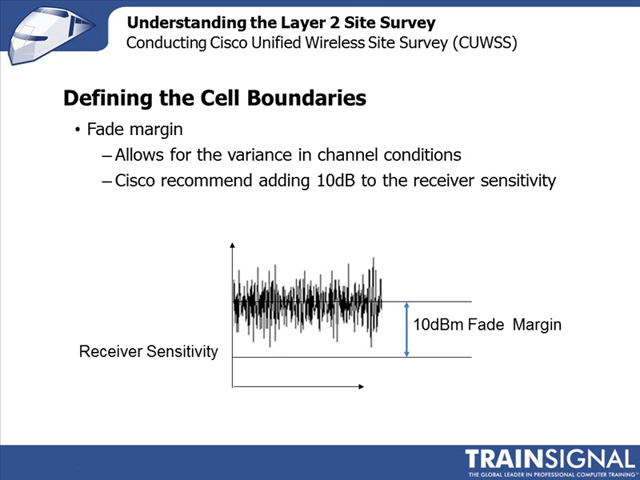 Understanding the Layer 2 Site Survey
Conducting Cisco Unified Wireless Site Survey (CUWSS)
Defining the Cell Boundaries
• Fade margin
– Allows for the variance in channel conditions
– Cisco recommend adding 10dB to the receiver sensitivity
10dBm Fade Margin
Receiver Sensitivity
TRAINSIGNAL
THE GLOBAL LEADER IN PROFESSIONAL COMPUTER TRAINING™